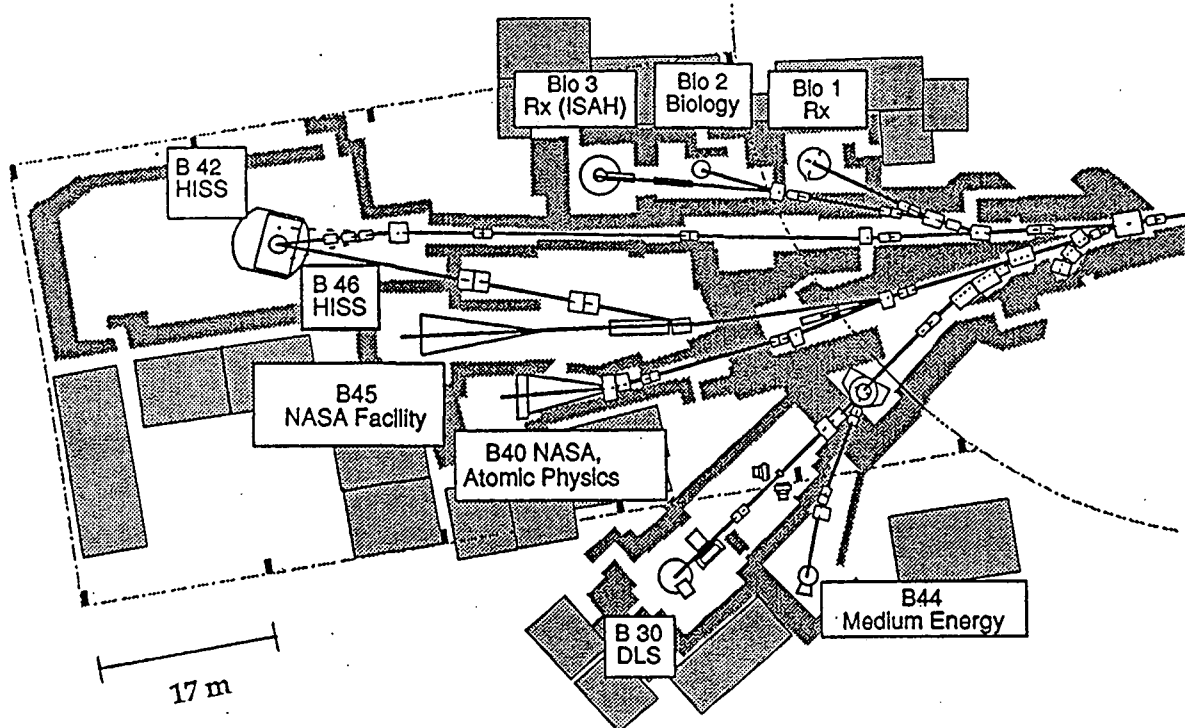 Bio 3
Rx (ISAH)
Bio 2
Biology
Bio 1
Rx
B 42
HISS
B 46
HISS
B45
NASA Facility
B40 NASA,
Atomic Physics
B 30
DLS
B44
Medium Energy
17 m